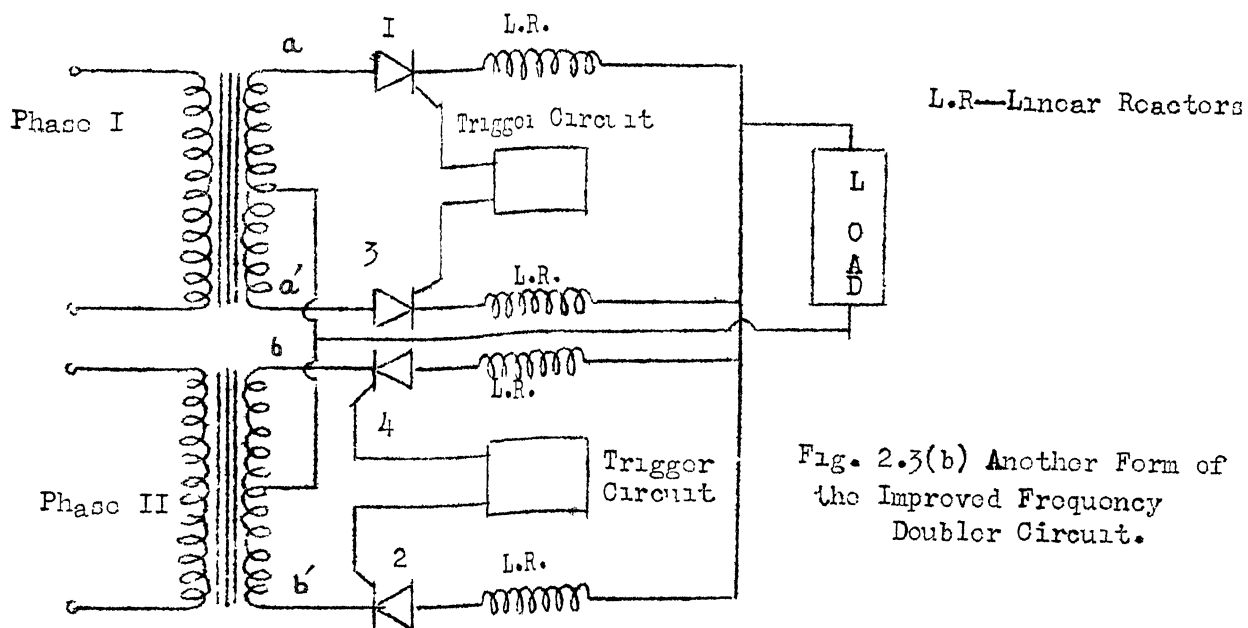 a
I
L.R.
Phase I
Trigger Circuit
L.R—Linear Reactors
L
O
A
D
3
a'
L.R.
b
L.R.
4
Trigger
Circuit
Phase II
Fig. 2.3(b) Another Form of
the Improved Frequency
Doubler Circuit.
2
L.R.
b'